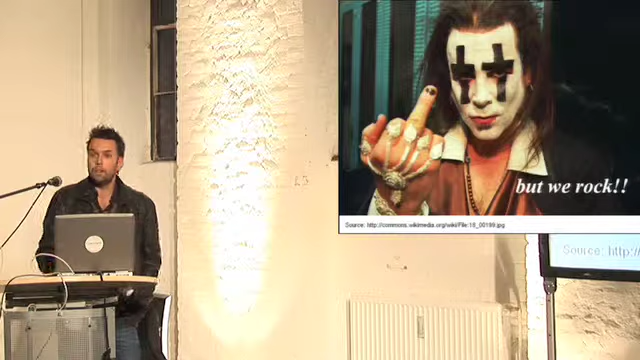 but we rock!!
Source: http://commons.wikimedia.org/wiki/File:18_00199.jpg
Source: http://